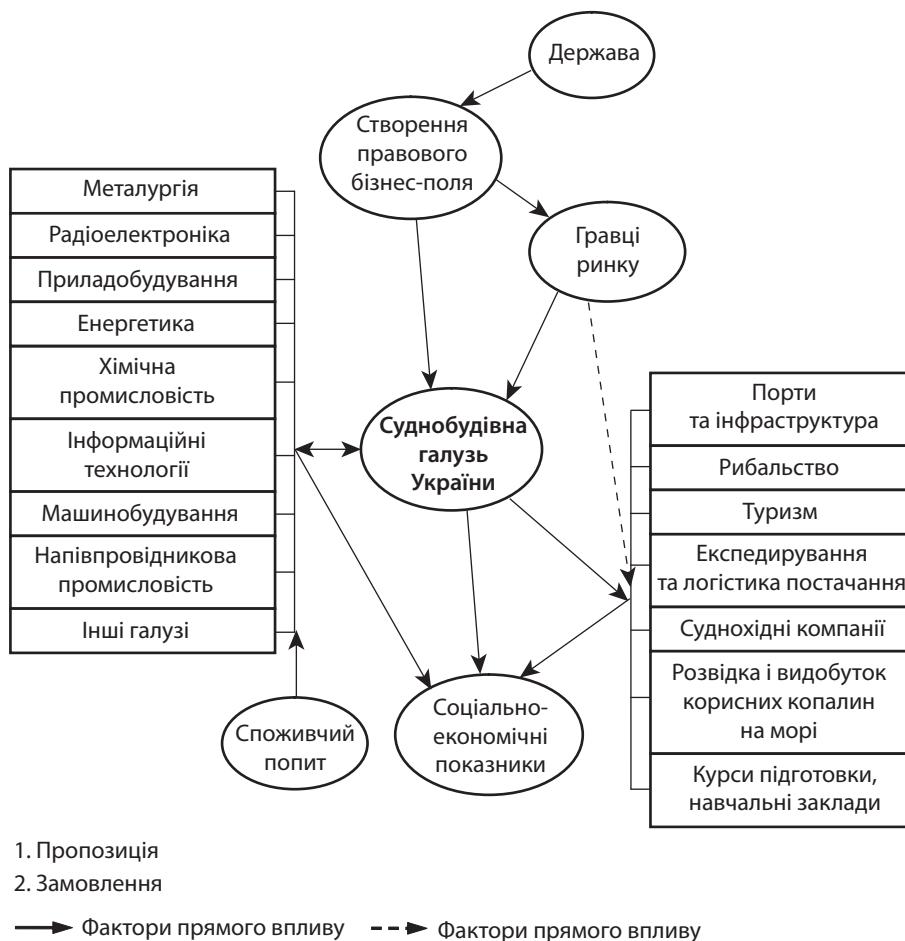 Держава
Створення
правового
бізнес-поля
Гравці
ринку
Металургія
Радіоелектроніка
Приладобудування
Енергетика
Хімічна
промисловість
Інформаційні
технології
Машинобудування
Напівпровідникова
промисловість
Інші галузі
Суднобудівна
галузь
України
Порти
та інфраструктура
Рибальство
Туризм
Експедирування
та логістика постачання
Суднохідні компанії
Розвідка і видобуток
корисних копалин
на морі
Курси підготовки,
навчальні заклади
Споживчий
попит
Соціально-
економічні
показники
1. Пропозиція
2. Замовлення
Фактори прямого впливу Фактори прямого впливу